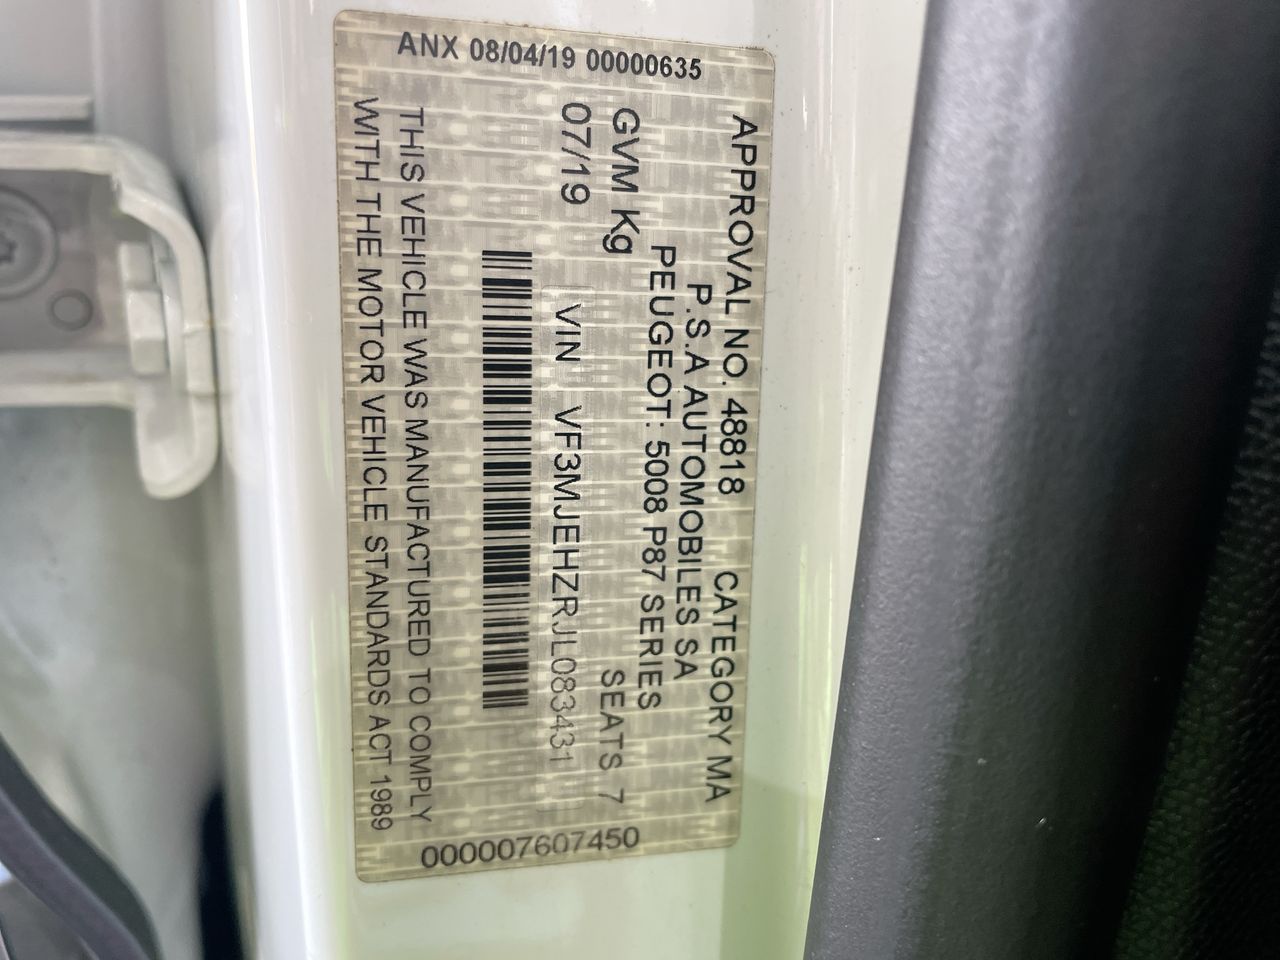 ANX 08/04/19 00000635
APPROVAL NO. 48818 CATEGORY MA
P.S.A AUTOMOBILES SA
PEUGEOT: 5008 P87 SERIES
GVM Kg SEATS 7
07/19 VIN VF3MJEHZRJL083431
THIS VEHICLE WAS MANUFACTURED TO COMPLY
WITH THE MOTOR VEHICLE STANDARDS ACT 1989
000007607450